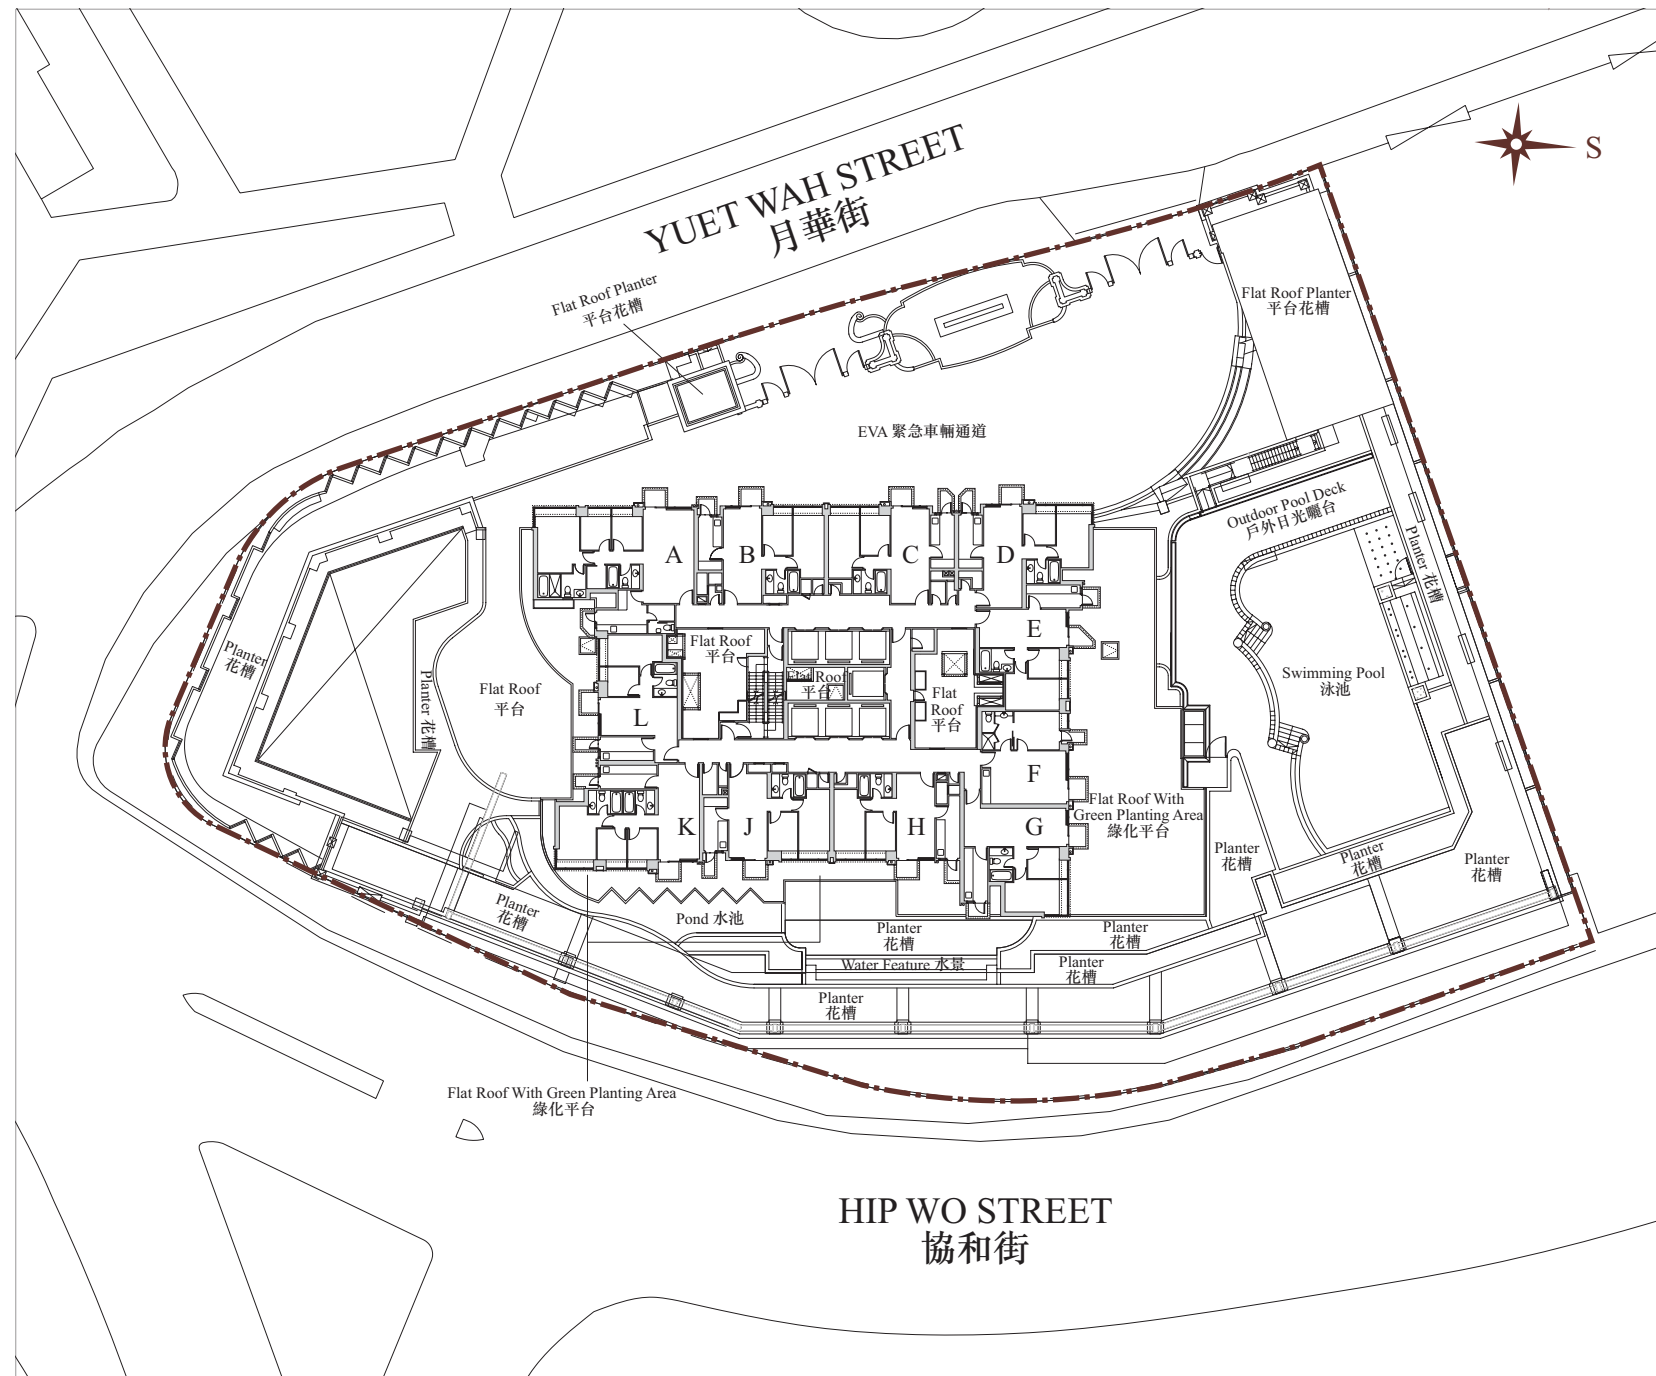 S
YUET WAH STREET
月華街
Flat Roof Planter
平台花槽
Flat Roof Planter
平台花槽
EVA 緊急車輛通道
Outdoor Pool Deck
戶外日光曬台
Planter 花槽
A
B
C
D
E
Flat Roof
平台
Flat Roof
平台
Flat
Roof
平台
Planter
花槽
Planter 花槽
Flat Roof
平台
Swimming Pool
泳池
L
F
Flat Roof With
Green Planting Area
綠化平台
K
J
H
G
Planter
花槽
Planter
花槽
Planter
花槽
Planter
花槽
Pond 水池
Planter
花槽
Planter
花槽
Water Feature 水景
Planter
花槽
Planter
花槽
Flat Roof With Green Planting Area
綠化平台
HIP WO STREET
協和街